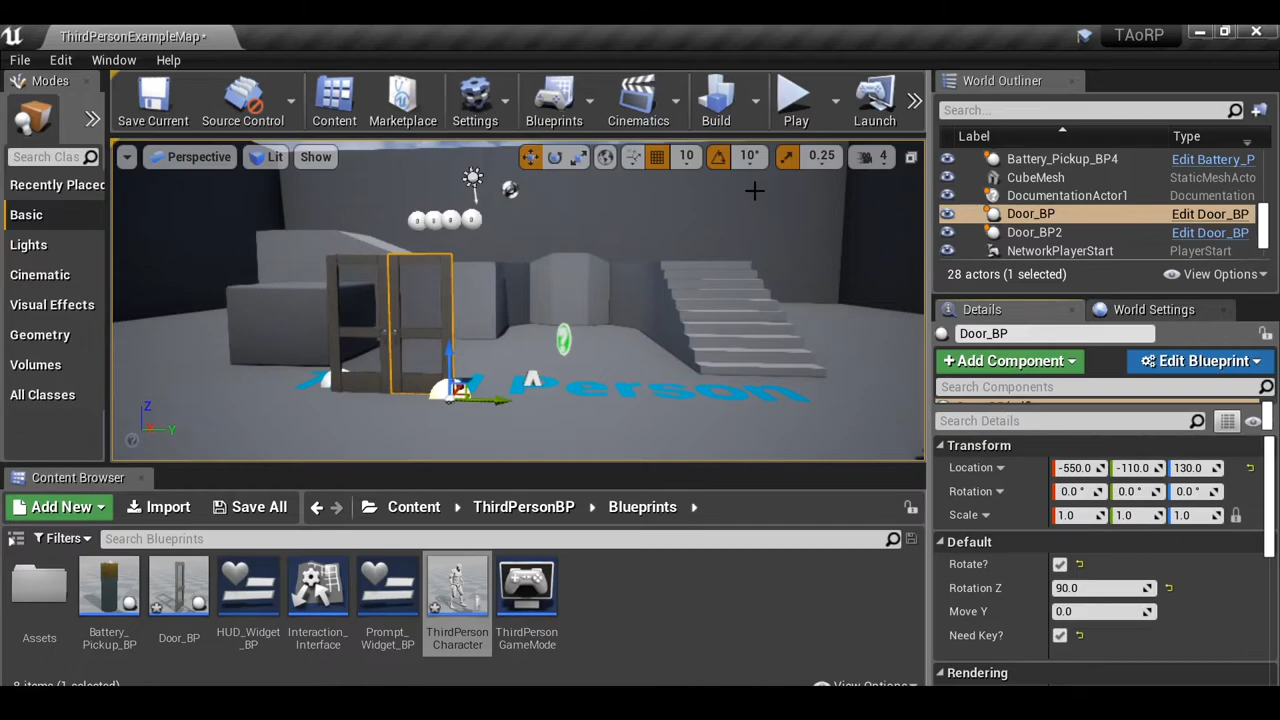 ThirdPersonExampleMap*
TAoRP
File Edit Window Help
Modes
Search Clas
Recently Placed
Basic
Lights
Cinematic
Visual Effects
Geometry
Volumes
All Classes
Save Current
Source Control
Content
Marketplace
Settings
Blueprints
Cinematics
Build
Play
Launch
Perspective
Lit
Show
10
10°
0.25
4
Person
Z
X
Y
World Outliner
Search...
Label
Type
Battery_Pickup_BP4 Edit Battery_P
CubeMesh StaticMeshActo
DocumentationActor1 Documentation
Door_BP Edit Door_BP
Door_BP2 Edit Door_BP
NetworkPlayerStart PlayerStart
28 actors (1 selected)
View Options
Details
World Settings
Door_BP
+Add Component
Edit Blueprint
Search Components
Search Details
Transform
Location -550.0 -110.0 130.0
Rotation 0.0 ° 0.0 ° 0.0 °
Scale 1.0 1.0 1.0
Default
Rotate?
Rotation Z 90.0
Move Y 0.0
Need Key?
Rendering
Content Browser
Add New
Import
Save All
Content
ThirdPersonBP
Blueprints
Filters
Search Blueprints
Assets
Battery_
Pickup_BP
Door_BP
HUD_Widget
_BP
Interaction_
Interface
Prompt_
Widget_BP
ThirdPerson
Character
ThirdPerson
GameMode
8 items (1 selected)
View Options